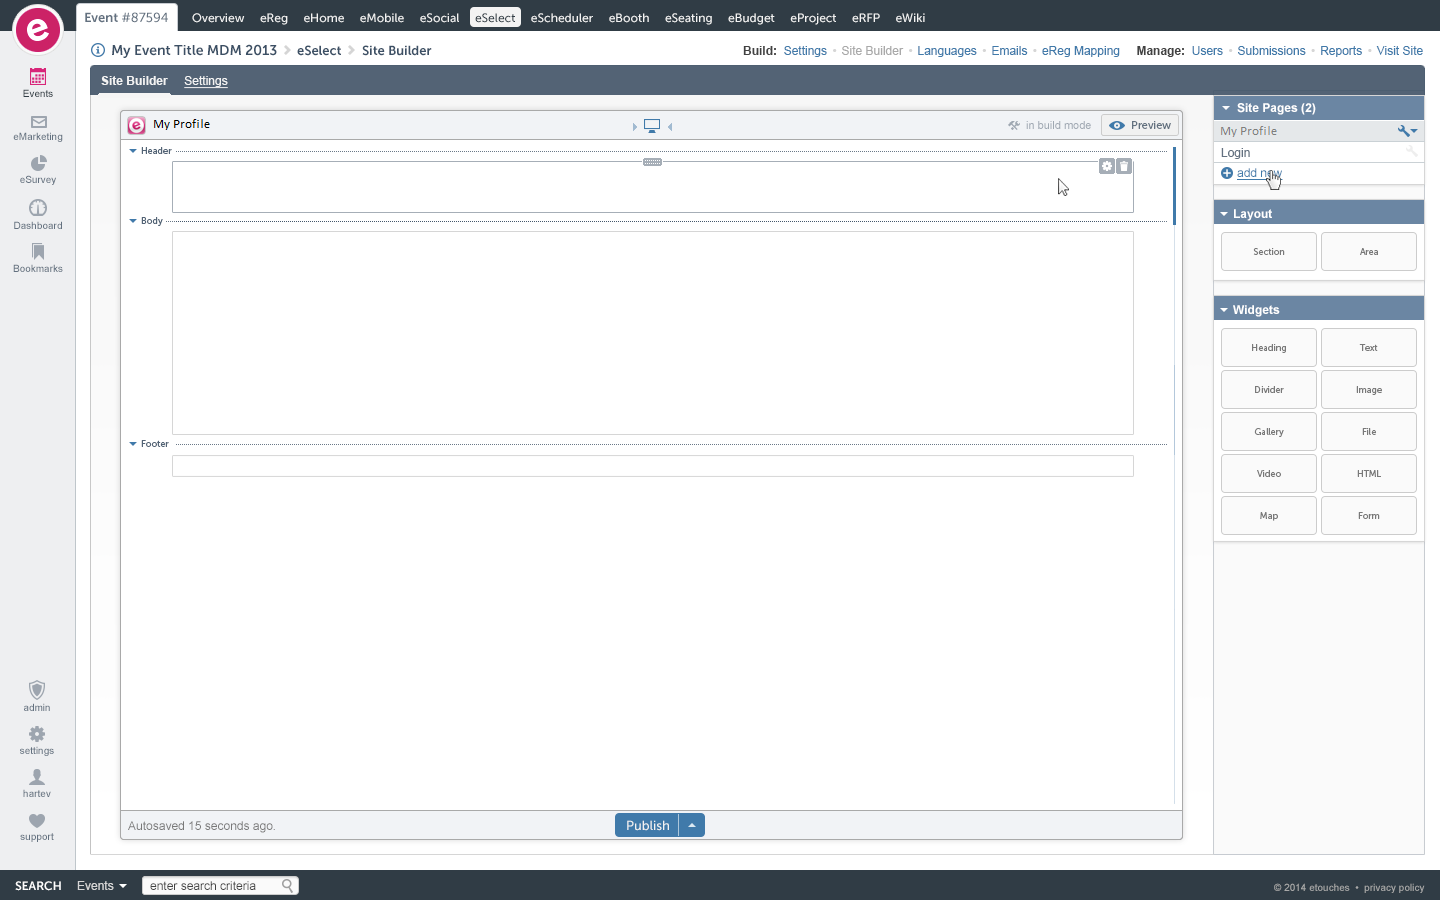 Event #87594
Overview eReg eHome eMobile eSocial eSelect eScheduler eBooth eSeating eBudget eProject eRFP eWiki
My Event Title MDM 2013 eSelect Site Builder
Build: Settings • Site Builder • Languages • Emails • eReg Mapping Manage: Users • Submissions • Reports • Visit Site
Site Builder Settings
Events
eMarketing
eSurvey
Dashboard
Bookmarks
admin
settings
hartev
support
My Profile
in build mode
Preview
Header
Body
Footer
Autosaved 15 seconds ago.
Publish
Site Pages (2)
My Profile
Login
add new
Layout
Section Area
Widgets
Heading Text
Divider Image
Gallery File
Video HTML
Map Form
SEARCH Events enter search criteria
© 2014 etouches • privacy policy